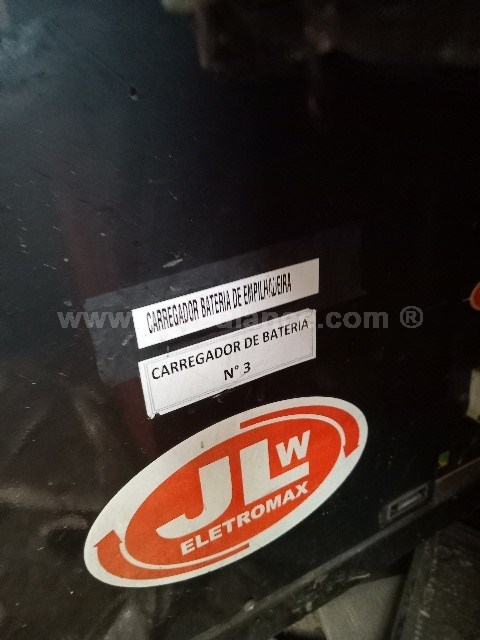 CARREGADOR BATERIA DE EMPILHADEIRA
CARREGADOR DE BATERIA
N° 3
JLW
ELETROMAX